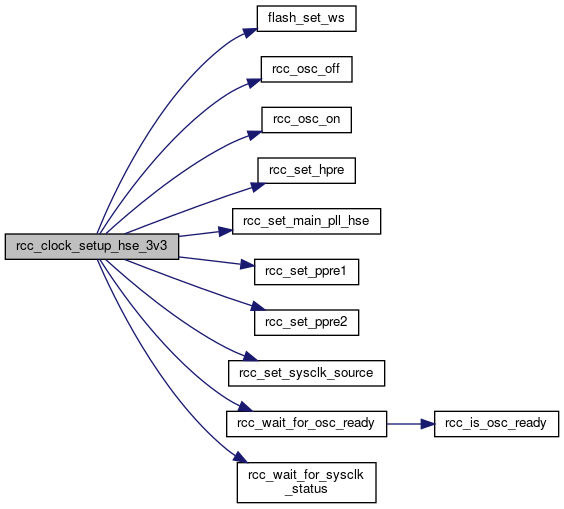 flash_set_ws
rcc_osc_off
rcc_osc_on
rcc_set_hpre
rcc_set_main_pll_hse
rcc_clock_setup_hse_3v3
rcc_set_ppre1
rcc_set_ppre2
rcc_set_sysclk_source
rcc_wait_for_osc_ready
rcc_is_osc_ready
rcc_wait_for_sysclk
_status